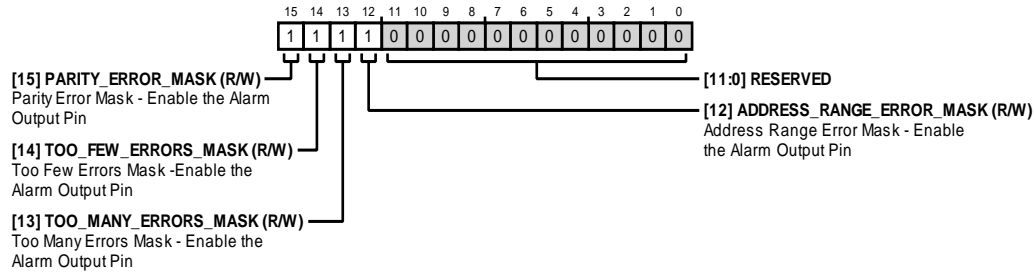 15 14 13 12 11 10 9 8 7 6 5 4 3 2 1 0
1 1 1 1 0 0 0 0 0 0 0 0 0 0 0 0
[15] PARITY_ERROR_MASK (R/W)
Parity Error Mask - Enable the Alarm
Output Pin
[14] TOO_FEW_ERRORS_MASK (R/W)
Too Few Errors Mask -Enable the
Alarm Output Pin
[13] TOO_MANY_ERRORS_MASK (R/W)
Too Many Errors Mask - Enable the
Alarm Output Pin
[11:0] RESERVED
[12] ADDRESS_RANGE_ERROR_MASK (R/W)
Address Range Error Mask - Enable
the Alarm Output Pin